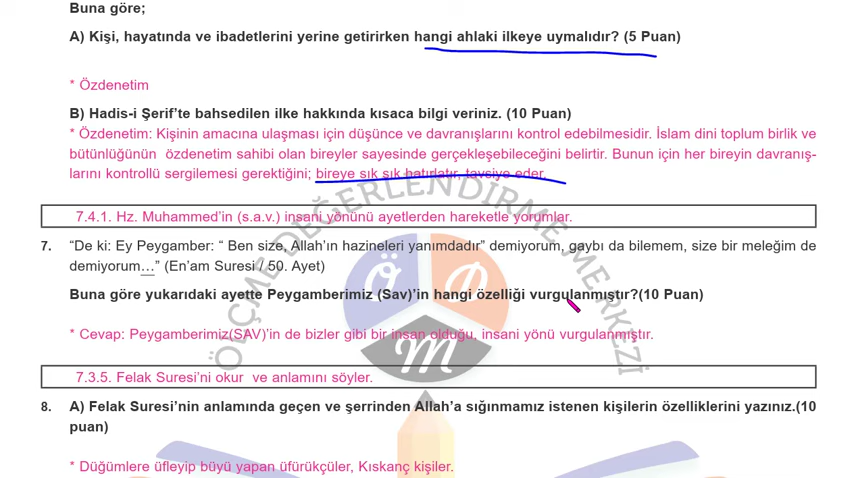 Buna göre;
A) Kişi, hayatında ve ibadetlerini yerine getirirken hangi ahlaki ilkeye uymalıdır? (5 Puan)
* Özdenetim
B) Hadis-i Şerif’te bahsedilen ilke hakkında kısaca bilgi veriniz. (10 Puan)
* Özdenetim: Kişinin amacına ulaşması için düşünce ve davranışlarını kontrol edebilmesidir. İslam dini toplum birlik ve
bütünlüğünün özdenetim sahibi olan bireyler sayesinde gerçekleşebileceğini belirtir. Bunun için her bireyin davranış-
larını kontrollü sergilemesi gerektiğini; bireye sık sık hatırlatır, tavsiye eder.
7.4.1. Hz. Muhammed’in (s.a.v.) insani yönünü ayetlerden hareketle yorumlar.
7. “De ki: Ey Peygamber: “ Ben size, Allah’ın hazineleri yanımdadır” demiyorum, gaybı da bilemem, size bir meleğim de
demiyorum…” (En’am Suresi / 50. Ayet)
Buna göre yukarıdaki ayette Peygamberimiz (Sav)’in hangi özelliği vurgulanmıştır?(10 Puan)
* Cevap: Peygamberimiz(SAV)’in de bizler gibi bir insan olduğu, insani yönü vurgulanmıştır.
7.3.5. Felak Suresi’ni okur ve anlamını söyler.
8. A) Felak Suresi’nin anlamında geçen ve şerrinden Allah’a sığınmamız istenen kişilerin özelliklerini yazınız.(10
puan)
* Düğümlere üfleyip büyü yapan üfürükçüler, Kıskanç kişiler.
ÖLÇME DEĞERLENDİRME MERKEZİ
Ö
D
M